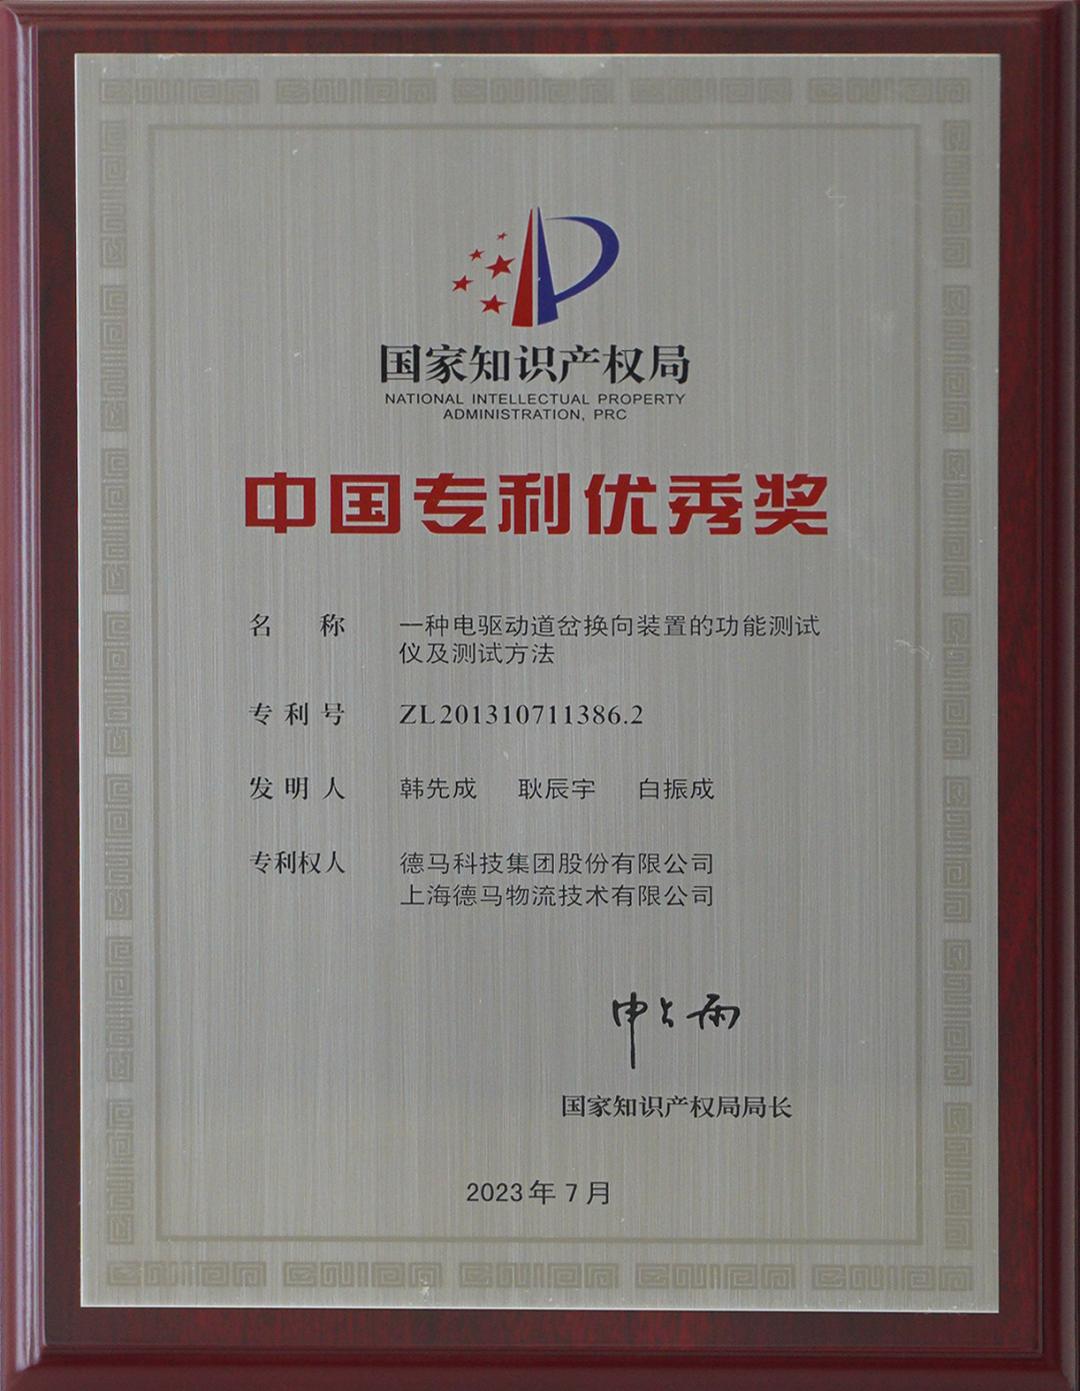 国家知识产权局
NATIONAL INTELLECTUAL PROPERTY
ADMINISTRATION, PRC
中国专利优秀奖
名 称 一种电驱动道岔换向装置的功能测试
仪及测试方法
专利号 ZL201310711386.2
发明人 韩先成 耿辰宇 白振成
专利权人 德马科技集团股份有限公司
上海德马物流技术有限公司
申长雨
国家知识产权局局长
2023年7月